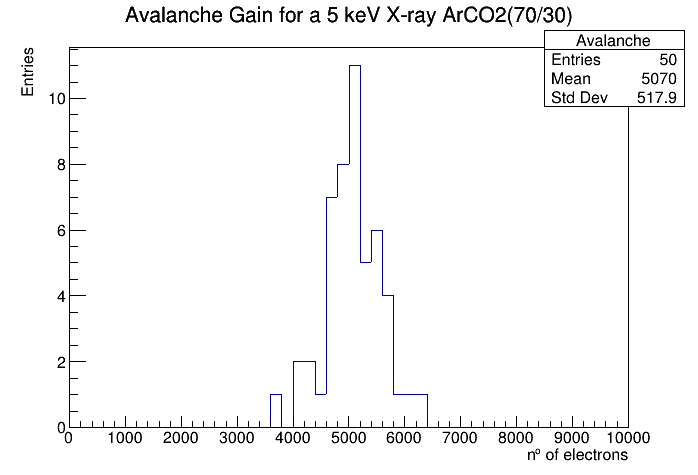 Avalanche Gain for a 5 keV X-ray ArCO2(70/30)
Avalanche
Entries 50
Mean 5070
Std Dev 517.9
Entries
10
8
6
4
2
0
0 1000 2000 3000 4000 5000 6000 7000 8000 9000 10000
nº of electrons